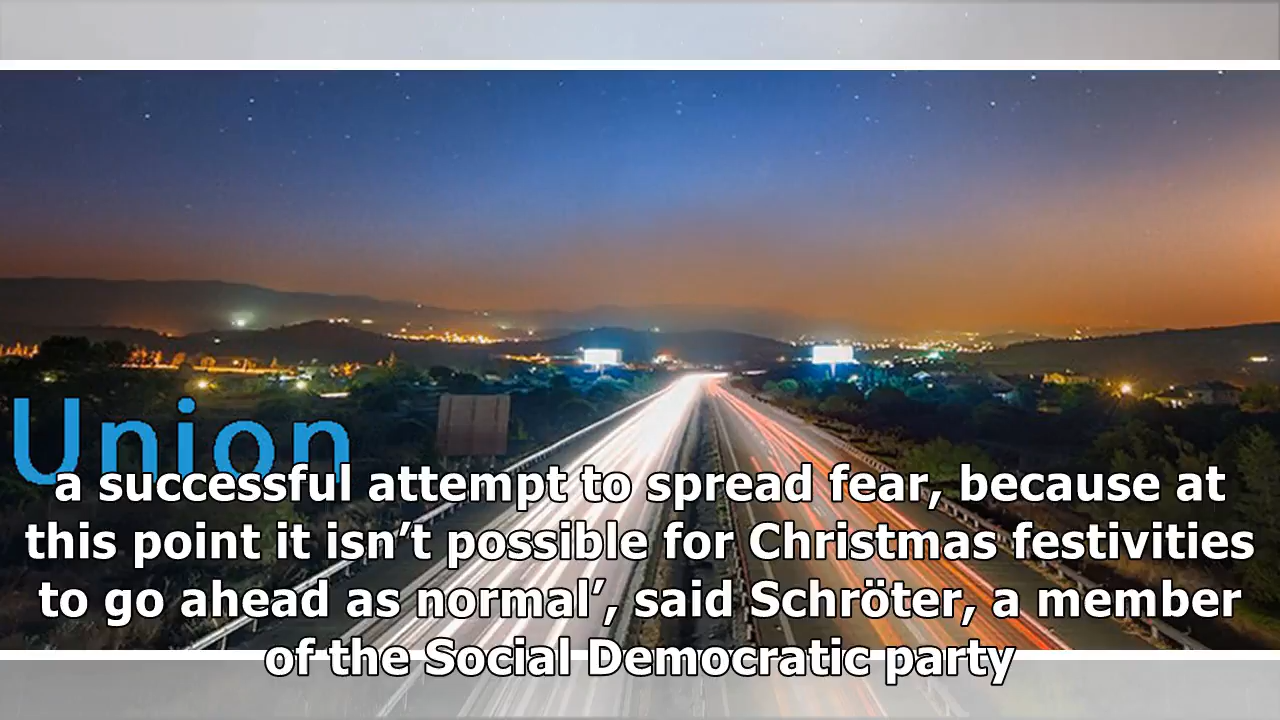 Union
a successful attempt to spread fear, because at
this point it isn’t possible for Christmas festivities
to go ahead as normal’, said Schröter, a member
of the Social Democratic party